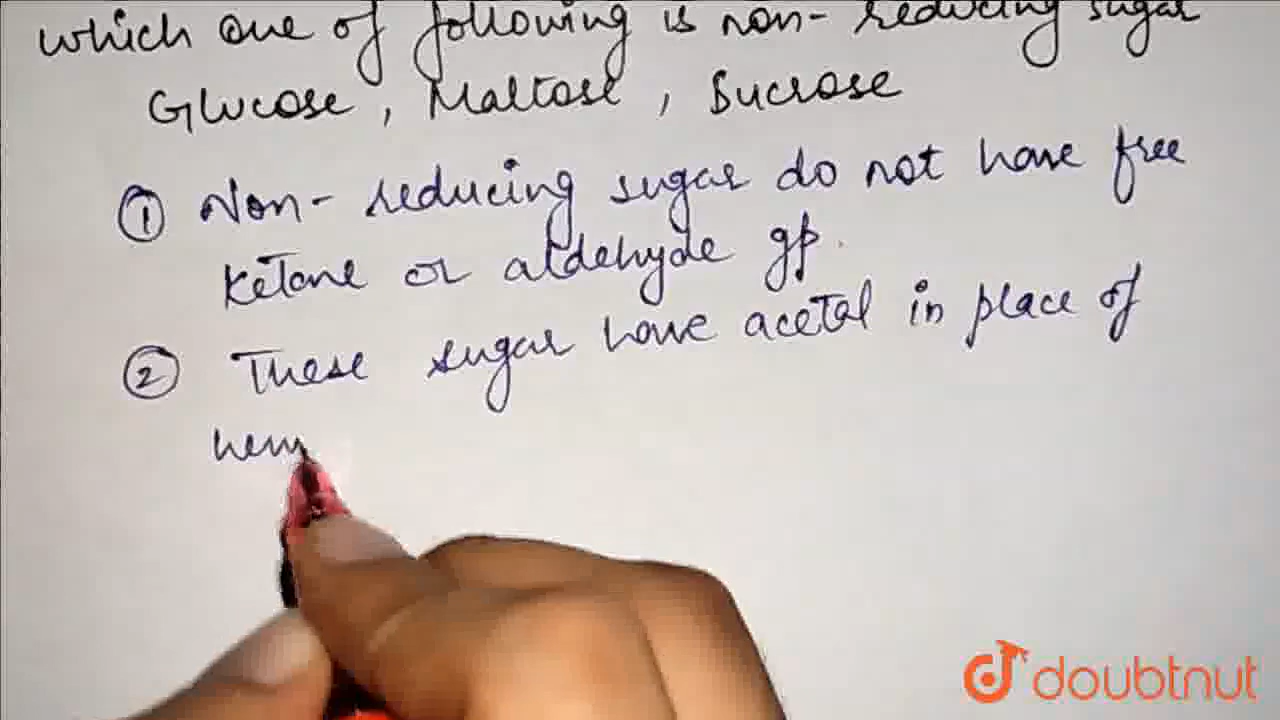 which one of following is non-reducing sugar
Glucose, Maltose, Sucrose
① Non-reducing sugar do not have free
Ketone or aldehyde gp.
② These sugar have acetal in place of
hem
doubtnut